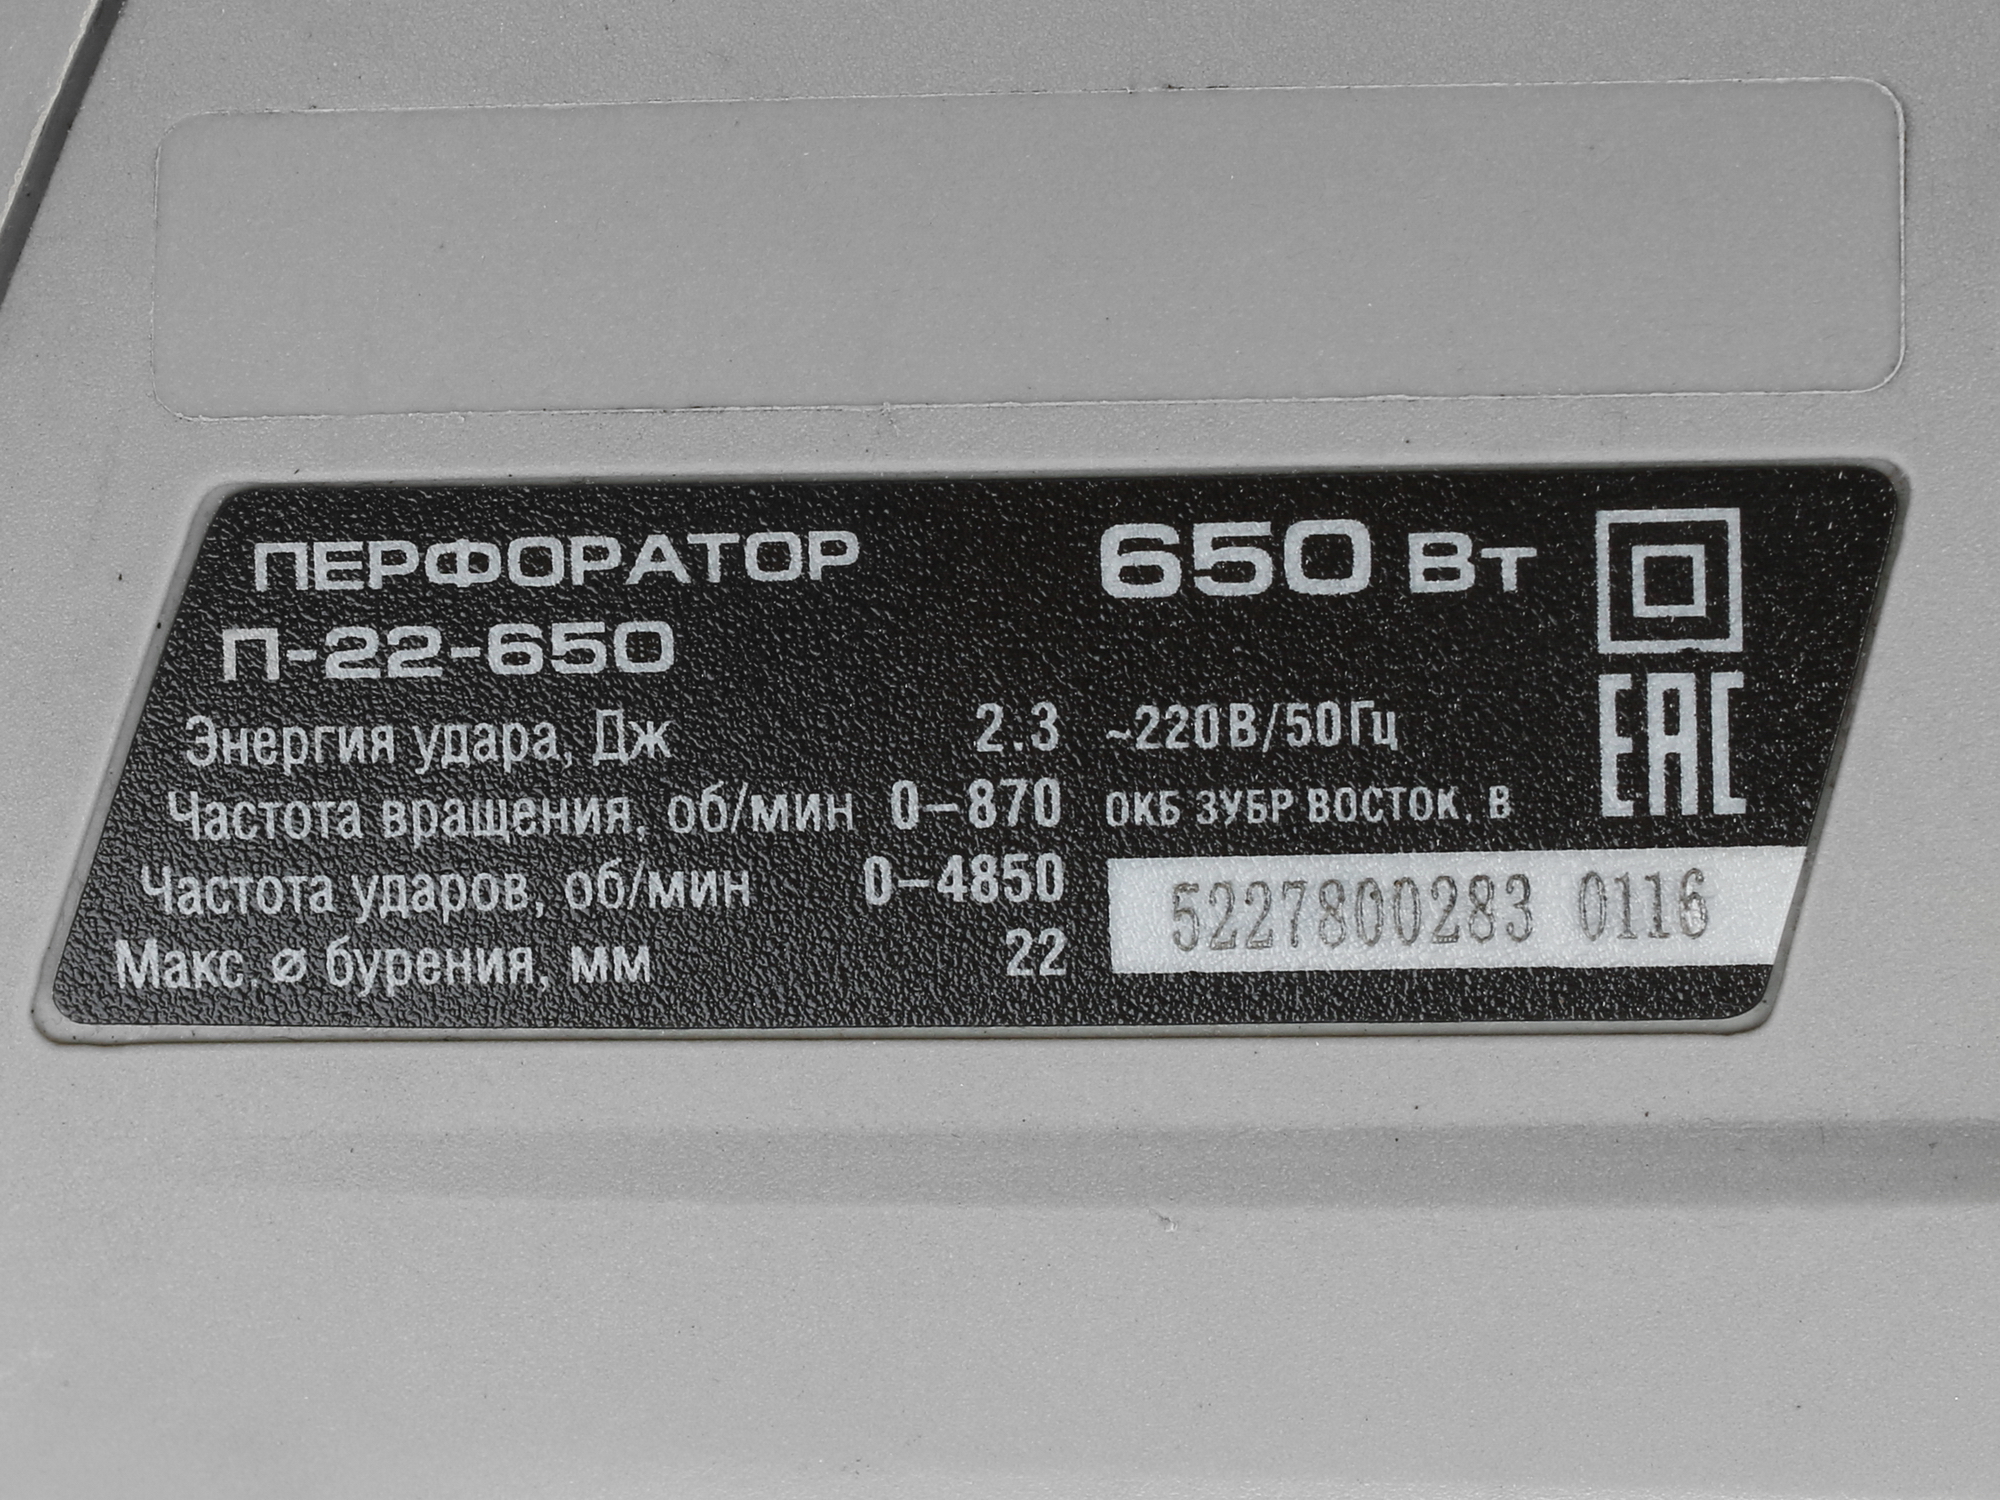 ПЕРФОРАТОР 650 Вт
П-22-650
Энергия удара, Дж 2.3 ~220В/50Гц
Частота вращения, об/мин 0-870 ОКБ ЗУБР ВОСТОК, В
Частота ударов, об/мин 0-4850
Макс. ⌀ бурения, мм 22
5227800283 0116
EAC